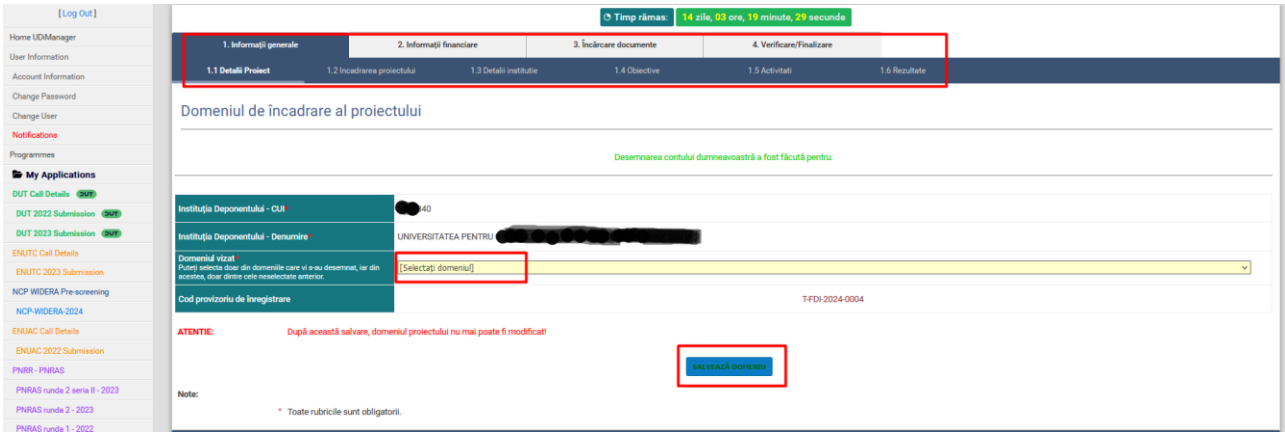 [Log Out]
Home UDiManager
User Information
Account Information
Change Password
Change User
Notifications
Programmes
My Applications
DUT Call Details DUT
DUT 2022 Submission DUT
DUT 2023 Submission DUT
ENUTC Call Details
ENUTC 2023 Submission
NCP WIDERA Pre-screening
NCP-WIDERA-2024
ENUAC Call Details
ENUAC 2022 Submission
PNRR - PNRAS
PNRAS runda 2 seria II - 2023
PNRAS runda 2 - 2023
PNRAS runda 1 - 2022
Timp rămas: 14 zile, 03 ore, 19 minute, 29 secunde
1. Informații generale 2. Informații financiare 3. Încărcare documente 4. Verificare/Finalizare
1.1 Detalii Proiect 1.2 Incadrarea proiectului 1.3 Detalii institutie 1.4 Obiective 1.5 Activitati 1.6 Rezultate
Domeniul de încadrare al proiectului
Desemnarea contului dumneavoastră a fost făcută pentru:
Instituția Deponentului - CUI* 40
Instituția Deponentului - Denumire* UNIVERSITATEA PENTRU
Domeniul vizat*
Puteți selecta doar din domeniile care vi s-au desemnat, iar din
acestea, doar dintre cele neselectate anterior.
[Selectați domeniul]
Cod provizoriu de înregistrare T-FDI-2024-0004
ATENTIE: După această salvare, domeniul proiectului nu mai poate fi modificat!
SALVEAZĂ DOMENIU
Note:
* Toate rubricile sunt obligatorii.